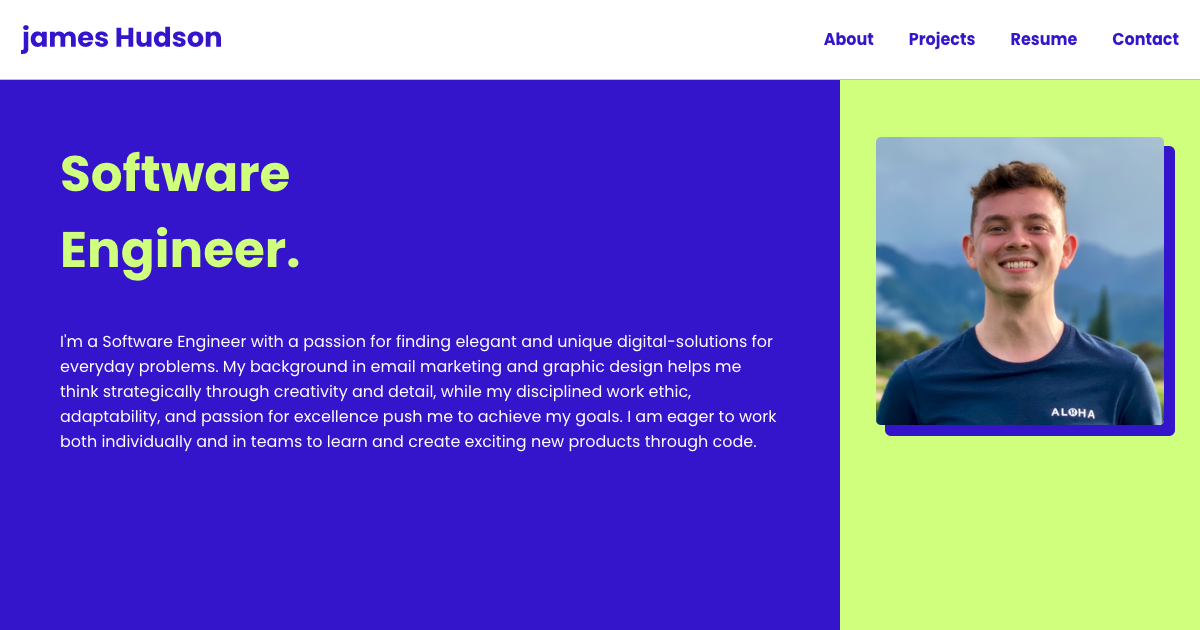 james Hudson
About Projects Resume Contact
Software
Engineer.
I'm a Software Engineer with a passion for finding elegant and unique digital-solutions for
everyday problems. My background in email marketing and graphic design helps me
think strategically through creativity and detail, while my disciplined work ethic,
adaptability, and passion for excellence push me to achieve my goals. I am eager to work
both individually and in teams to learn and create exciting new products through code.
ALOHA